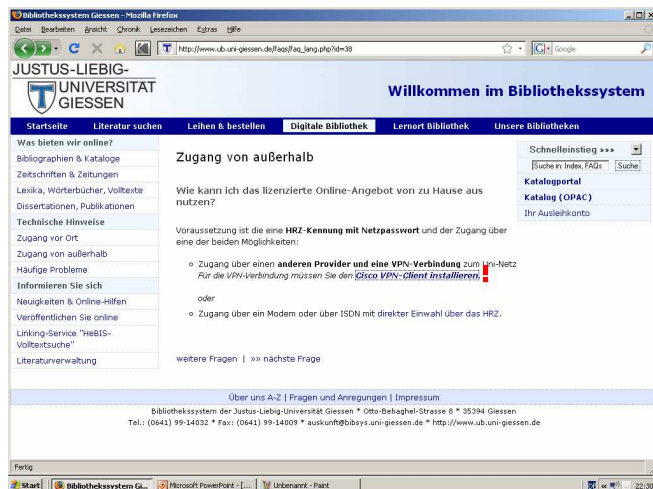 Bibliothekssystem Giessen - Mozilla Firefox
Datei Bearbeiten Ansicht Chronik Lesezeichen Extras Hilfe
http://www.ub.uni-giessen.de/faqs/faq_lang.php?id=38
Google
JUSTUS-LIEBIG-
UNIVERSITÄT
GIESSEN
Willkommen im Bibliothekssystem
Startseite Literatur suchen Leihen & bestellen Digitale Bibliothek Lernort Bibliothek Unsere Bibliotheken
Was bieten wir online?
Bibliographien & Kataloge
Zeitschriften & Zeitungen
Lexika, Wörterbücher, Volltexte
Dissertationen, Publikationen
Technische Hinweise
Zugang vor Ort
Zugang von außerhalb
Häufige Probleme
Informieren Sie sich
Neuigkeiten & Online-Hilfen
Veröffentlichen Sie online
Linking-Service "HeBIS-
Volltextsuche"
Literaturverwaltung
Zugang von außerhalb
Wie kann ich das lizenzierte Online-Angebot von zu Hause aus
nutzen?
Voraussetzung ist die eine HRZ-Kennung mit Netzpasswort und der Zugang über
eine der beiden Möglichkeiten:
Zugang über einen anderen Provider und eine VPN-Verbindung zum Uni-Netz
Für die VPN-Verbindung müssen Sie den Cisco VPN-Client installieren.
oder
Zugang über ein Modem oder über ISDN mit direkter Einwahl über das HRZ.
weitere Fragen | »» nächste Frage
Schnelleinstieg »»»
Suche in: Index, FAQs Suche
Katalogportal
Katalog (OPAC)
Ihr Ausleihkonto
Über uns A-Z | Fragen und Anregungen | Impressum
Bibliothekssystem der Justus-Liebig-Universität Giessen * Otto-Behaghel-Strasse 8 * 35394 Giessen
Tel.: (0641) 99-14032 * Fax: (0641) 99-14009 * auskunft@bibsys.uni-giessen.de * http://www.ub.uni-giessen.de
Fertig
Start Bibliothekssystem Gi... Microsoft PowerPoint - [... Unbenannt - Paint 22:30